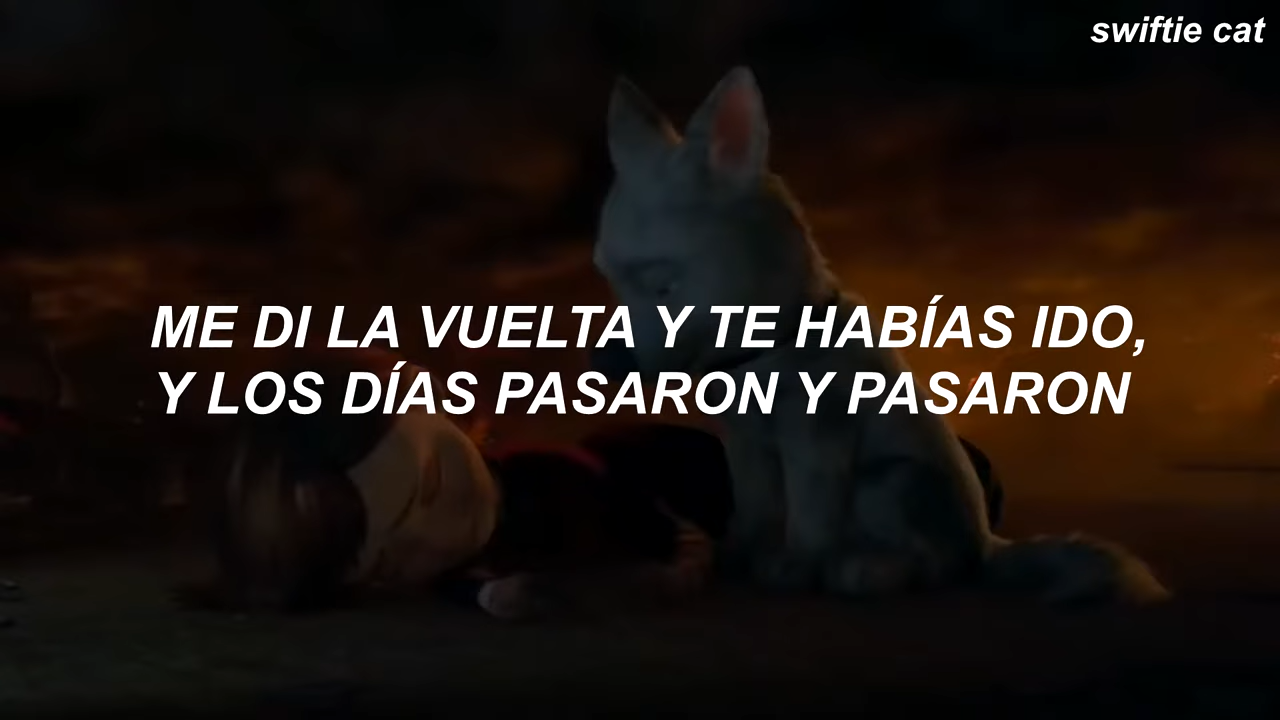 swiftie cat
ME DI LA VUELTA Y TE HABÍAS IDO,
Y LOS DÍAS PASARON Y PASARON